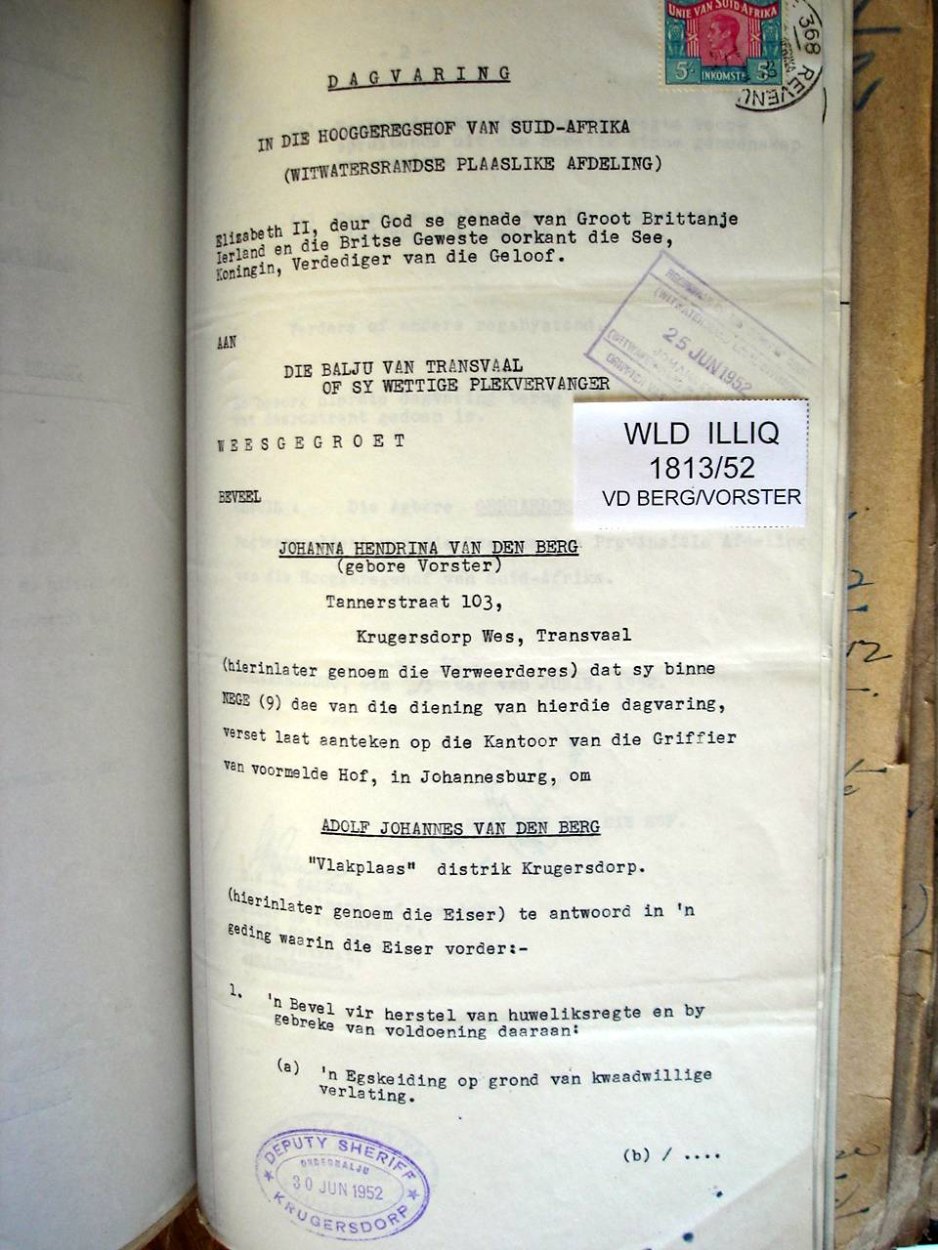 UNIE VAN SUID AFRIKA
5/- INKOMSTE 5/-
368 REVENU
DAGVARING
IN DIE HOOGGEREGSHOF VAN SUID-AFRIKA
(WITWATERSRANDSE PLAASLIKE AFDELING)
Elizabeth II, deur God se genade van Groot Brittanje
Ierland en die Britse Geweste oorkant die See,
Koningin, Verdediger van die Geloof.
25 JUN 1952
AAN
DIE BALJU VAN TRANSVAAL
OF SY WETTIGE PLEKVERVANGER
WEESGEGROET
WLD ILLIQ
1813/52
VD BERG/VORSTER
BEVEEL
JOHANNA HENDRINA VAN DEN BERG
(gebore Vorster)
Tannerstraat 103,
Krugersdorp Wes, Transvaal
(hierinlater genoem die Verweerderes) dat sy binne
NEGE (9) dae van die diening van hierdie dagvaring,
verset laat aanteken op die Kantoor van die Griffier
van voormelde Hof, in Johannesburg, om
ADOLF JOHANNES VAN DEN BERG
"Vlakplaas" distrik Krugersdorp.
(hierinlater genoem die Eiser) te antwoord in 'n
geding waarin die Eiser vorder:-
1. 'n Bevel vir herstel van huweliksregte en by
gebreke van voldoening daaraan:
(a) 'n Egskeiding op grond van kwaadwillige
verlating.
(b) / ....
DEPUTY SHERIFF
ONDERBALJU
30 JUN 1952
KRUGERSDORP